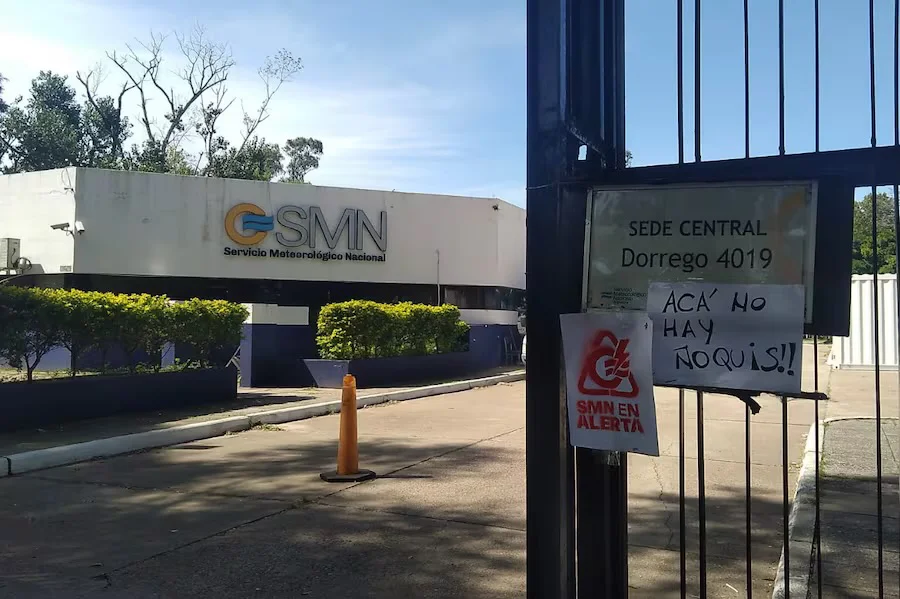 SMN
Servicio Meteorológico Nacional
SEDE CENTRAL
Dorrego 4019
ACÁ NO
HAY
ÑOQUIS!!
SMN EN
ALERTA